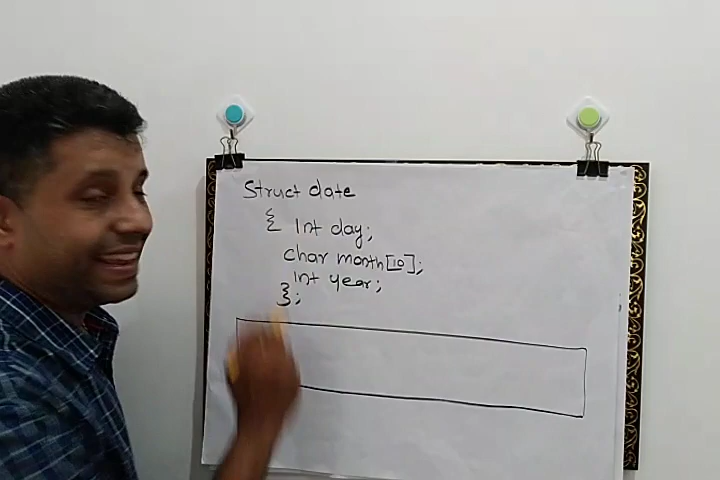 Struct date
{ Int day;
char month[10];
int year;
};